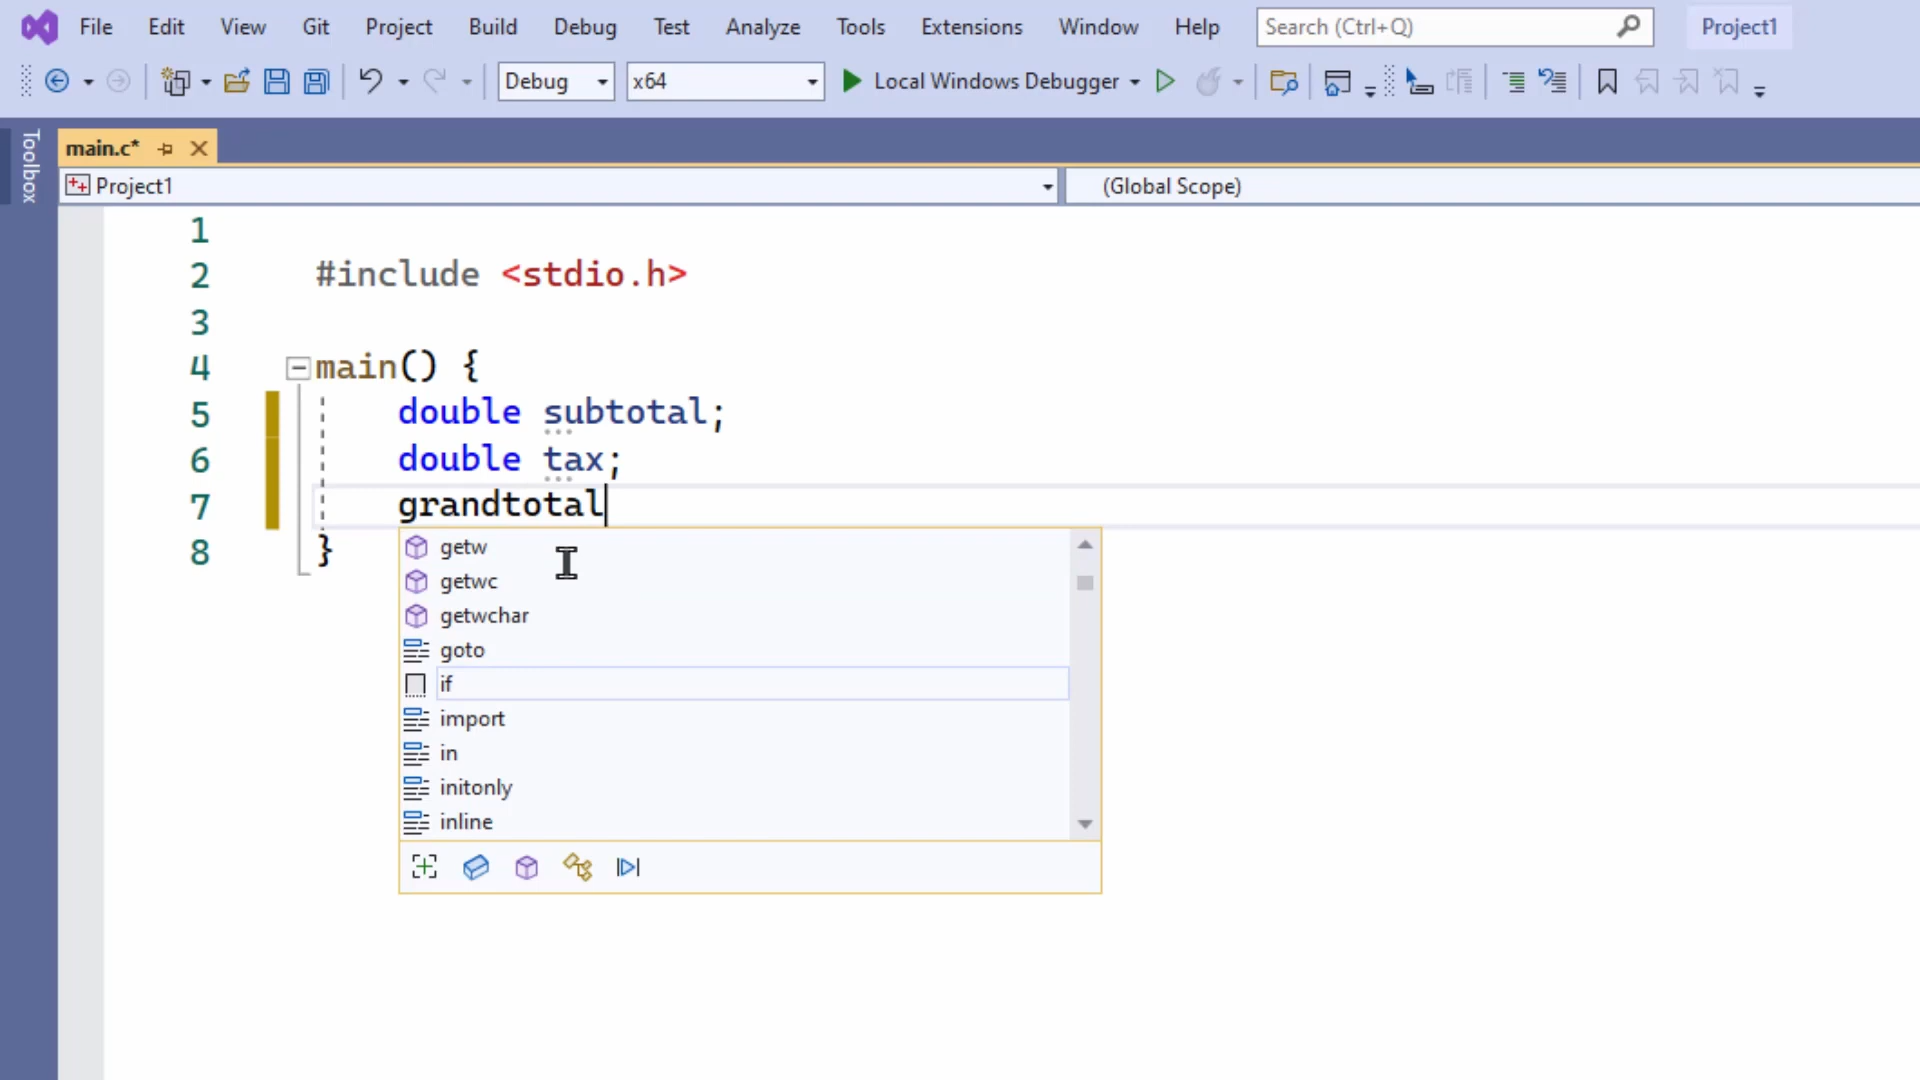 File Edit View Git Project Build Debug Test Analyze Tools Extensions Window Help Search (Ctrl+Q) Project1
Debug x64 Local Windows Debugger
Toolbox
main.c*
Project1 (Global Scope)
1
2 #include <stdio.h>
3
4 main() {
5 double subtotal;
6 double tax;
7 grandtotal
8 }
getw
getwc
getwchar
goto
if
import
in
initonly
inline